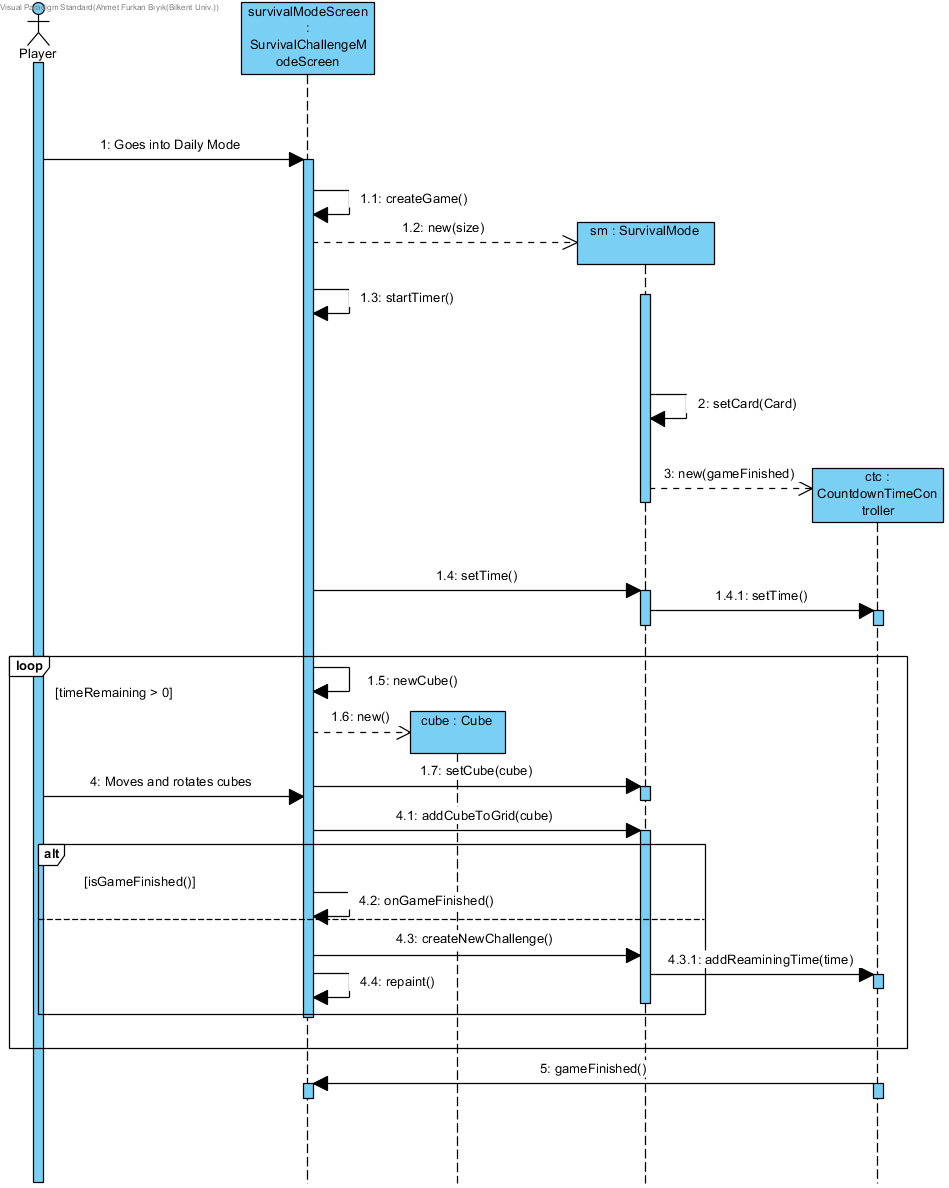 Visual Paradigm Standard(Ahmet Furkan Bıyık(Bilkent Univ.))
Player
survivalModeScreen
:
SurvivalChallengeM
odeScreen
1: Goes into Daily Mode
1.1: createGame()
1.2: new(size)
sm : SurvivalMode
1.3: startTimer()
2: setCard(Card)
3: new(gameFinished)
ctc :
CountdownTimeCon
troller
1.4: setTime()
1.4.1: setTime()
loop
[timeRemaining > 0]
1.5: newCube()
1.6: new()
cube : Cube
1.7: setCube(cube)
4: Moves and rotates cubes
4.1: addCubeToGrid(cube)
alt
[isGameFinished()]
4.2: onGameFinished()
4.3: createNewChallenge()
4.3.1: addReaminingTime(time)
4.4: repaint()
5: gameFinished()